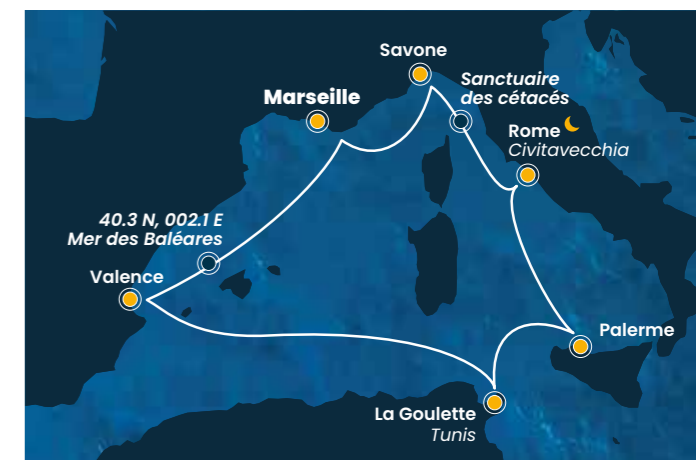 Savone
Sanctuaire
des cétacés
Marseille
Rome
Civitavecchia
40.3 N, 002.1 E
Mer des Baléares
Valence
Palerme
La Goulette
Tunis